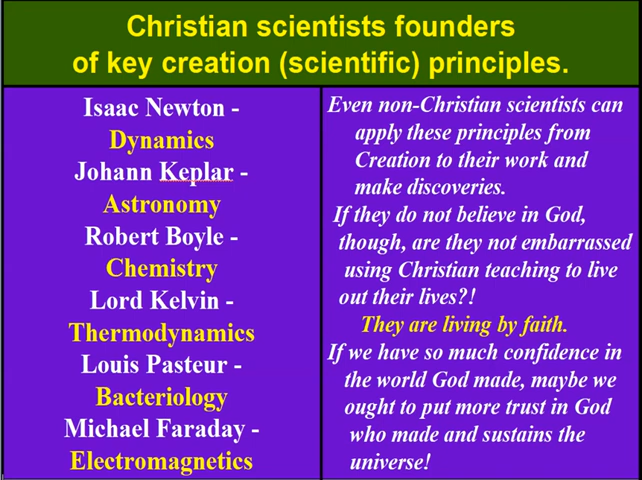 Christian scientists founders
of key creation (scientific) principles.
Isaac Newton -
Dynamics
Johann Keplar -
Astronomy
Robert Boyle -
Chemistry
Lord Kelvin -
Thermodynamics
Louis Pasteur -
Bacteriology
Michael Faraday -
Electromagnetics
Even non-Christian scientists can
apply these principles from
Creation to their work and
make discoveries.
If they do not believe in God,
though, are they not embarrassed
using Christian teaching to live
out their lives?!
They are living by faith.
If we have so much confidence in
the world God made, maybe we
ought to put more trust in God
who made and sustains the
universe!